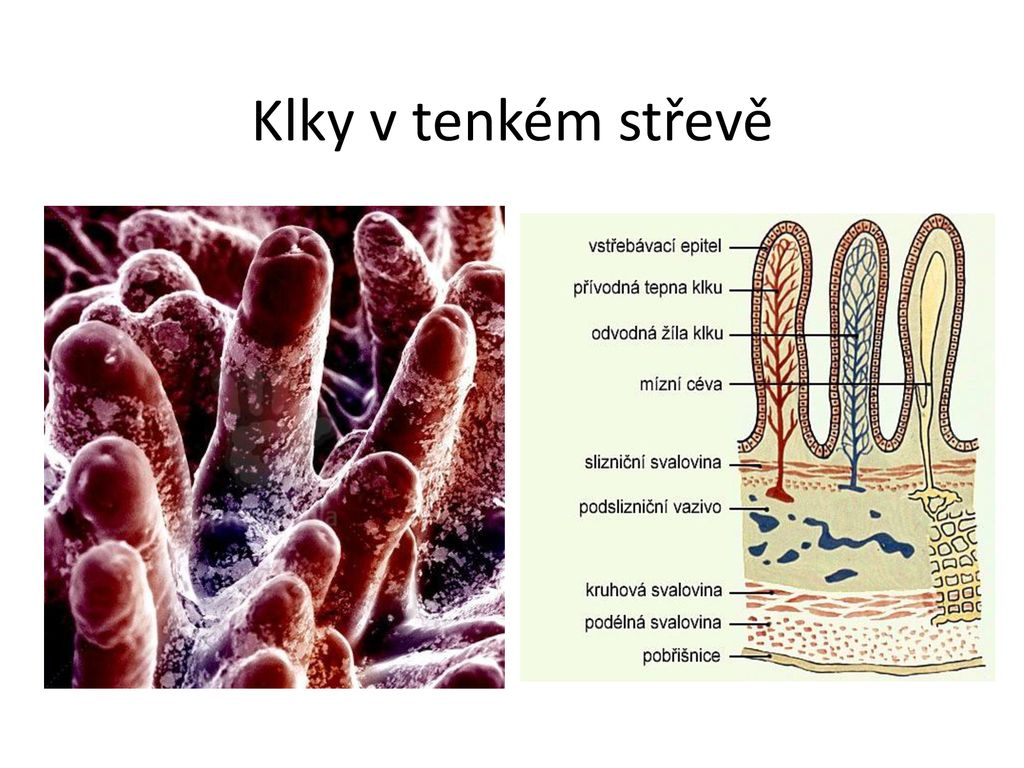 Klky v tenkém střevě
vstřebávací epitel
přívodná tepna klku
odvodná žíla klku
mízní céva
slizniční svalovina
podslizniční vazivo
kruhová svalovina
podélná svalovina
pobřišnice